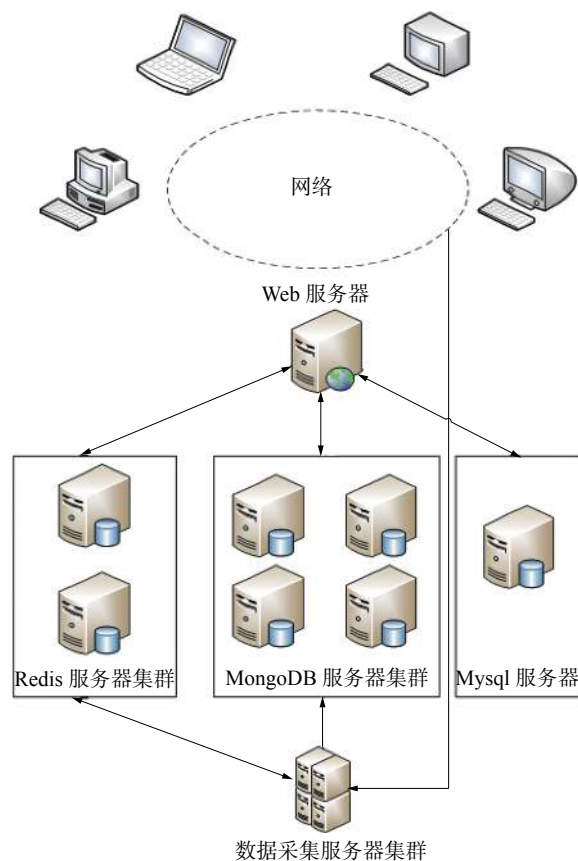 网络
Web 服务器
Redis 服务器集群
MongoDB 服务器集群
Mysql 服务器
数据采集服务器集群